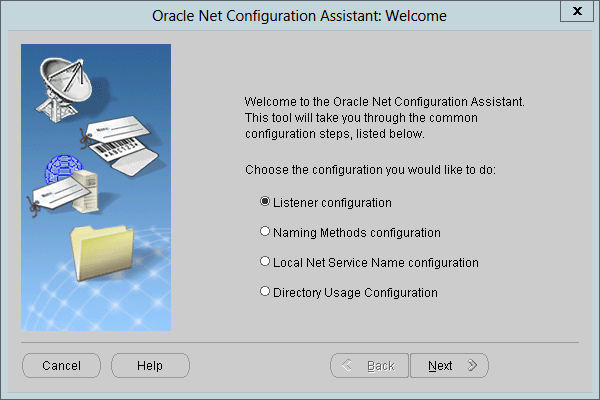 Oracle Net Configuration Assistant: Welcome
x
Welcome to the Oracle Net Configuration Assistant.
This tool will take you through the common
configuration steps, listed below.
Choose the configuration you would like to do:
Listener configuration
Naming Methods configuration
Local Net Service Name configuration
Directory Usage Configuration
Cancel
Help
Back
Next